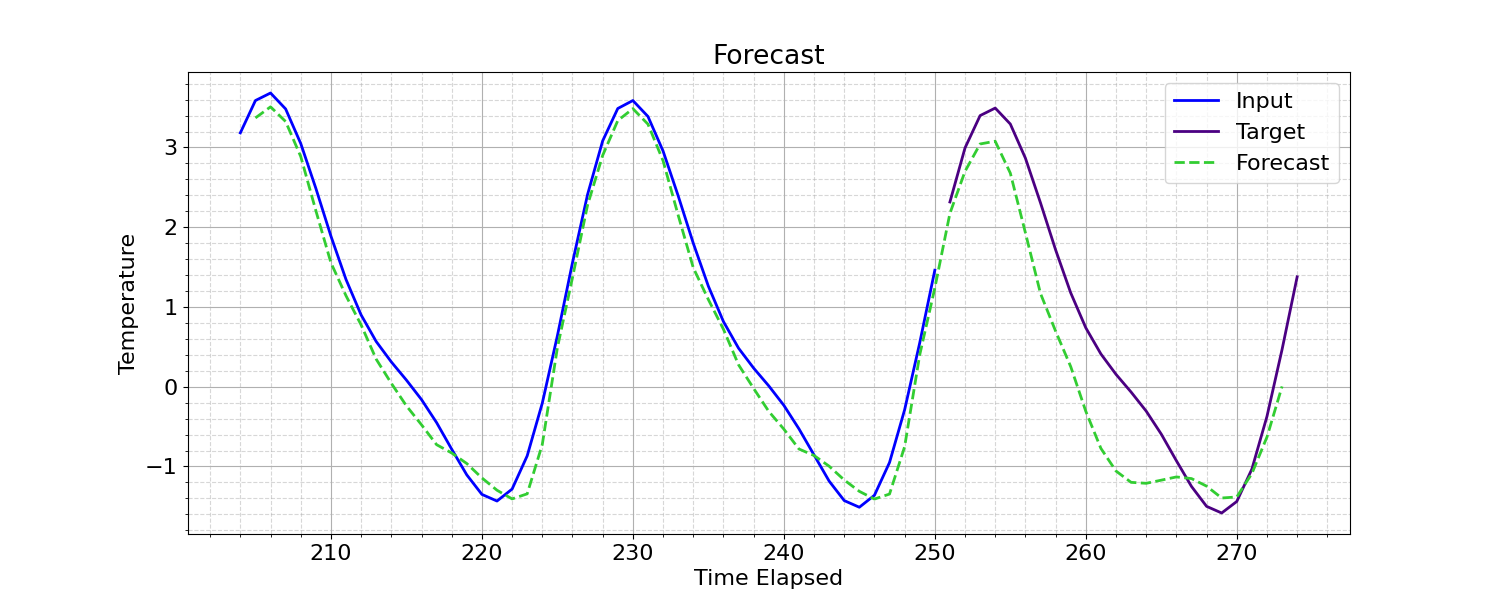 Forecast
Input
Target
Forecast
3
2
1
0
−1
Temperature
210 220 230 240 250 260 270
Time Elapsed